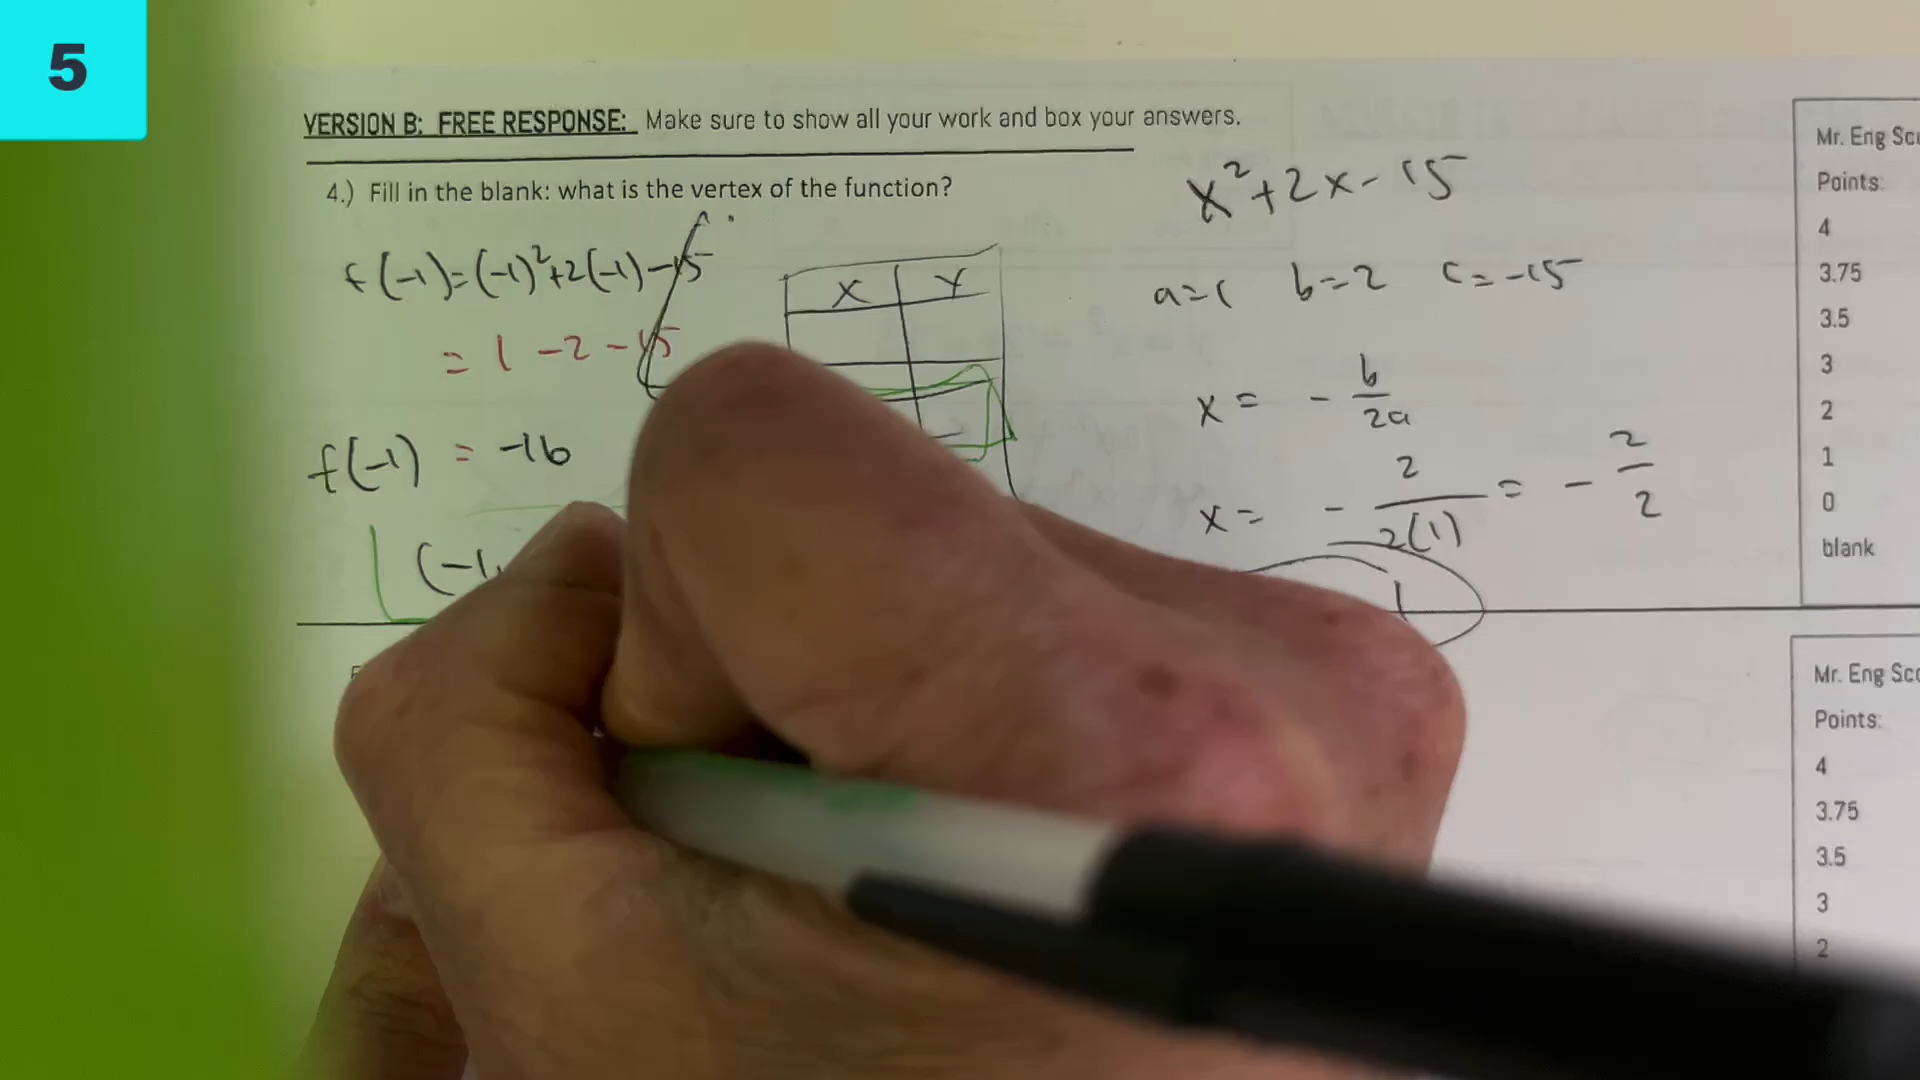 5
VERSION B: FREE RESPONSE: Make sure to show all your work and box your answers.
4.) Fill in the blank: what is the vertex of the function?
x²+2x-15
f(-1)=(-1)²+2(-1)-15
= 1 -2 -15
f(-1) = -16
(-1,
X Y
a=1 b=2 c=-15
x = - b/2a
x = - 2/2(1) = - 2/2
1
Mr. Eng
Points:
4
3.75
3.5
3
2
1
0
blank
Mr. Eng
Points:
4
3.75
3.5
3
2